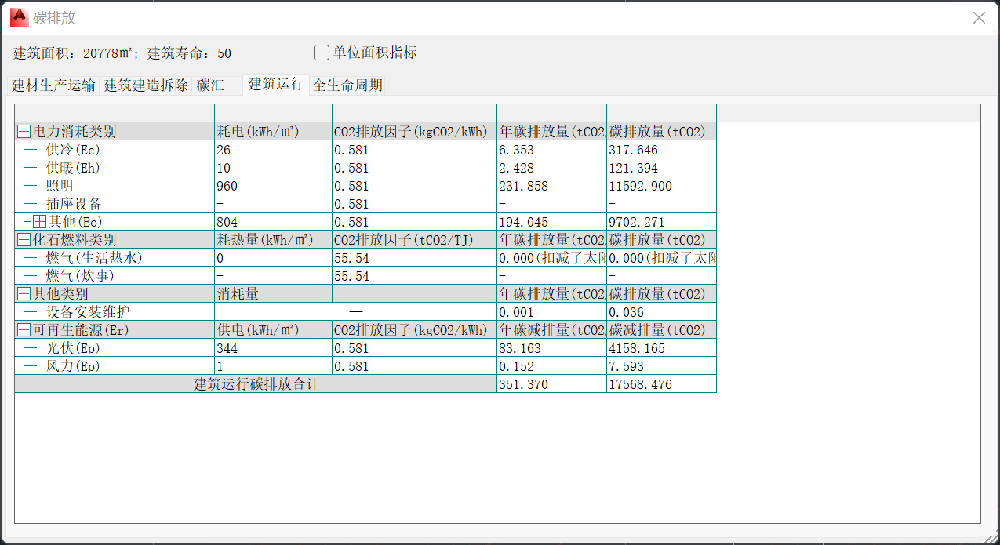 碳排放
建筑面积：20778㎡；建筑寿命：50 单位面积指标
建材生产运输 建筑建造拆除 碳汇 建筑运行 全生命周期
电力消耗类别 耗电(kWh/㎡) CO2排放因子(kgCO2/kWh) 年碳排放量(tCO2/ 碳排放量(tCO2)
供冷(Ec) 26 0.581 6.353 317.646
供暖(Eh) 10 0.581 2.428 121.394
照明 960 0.581 231.858 11592.900
插座设备 - 0.581 - -
其他(Eo) 804 0.581 194.045 9702.271
化石燃料类别 耗热量(kWh/㎡) CO2排放因子(tCO2/TJ) 年碳排放量(tCO2/ 碳排放量(tCO2)
燃气(生活热水) 0 55.54 0.000(扣减了太阳 0.000(扣减了太阳
燃气(炊事) - 55.54 - -
其他类别 消耗量 年碳排放量(tCO2/ 碳排放量(tCO2)
设备安装维护 — 0.001 0.036
可再生能源(Er) 供电(kWh/㎡) CO2排放因子(kgCO2/kWh) 年碳减排量(tCO2/ 碳减排量(tCO2)
光伏(Ep) 344 0.581 83.163 4158.165
风力(Ep) 1 0.581 0.152 7.593
建筑运行碳排放合计 351.370 17568.476